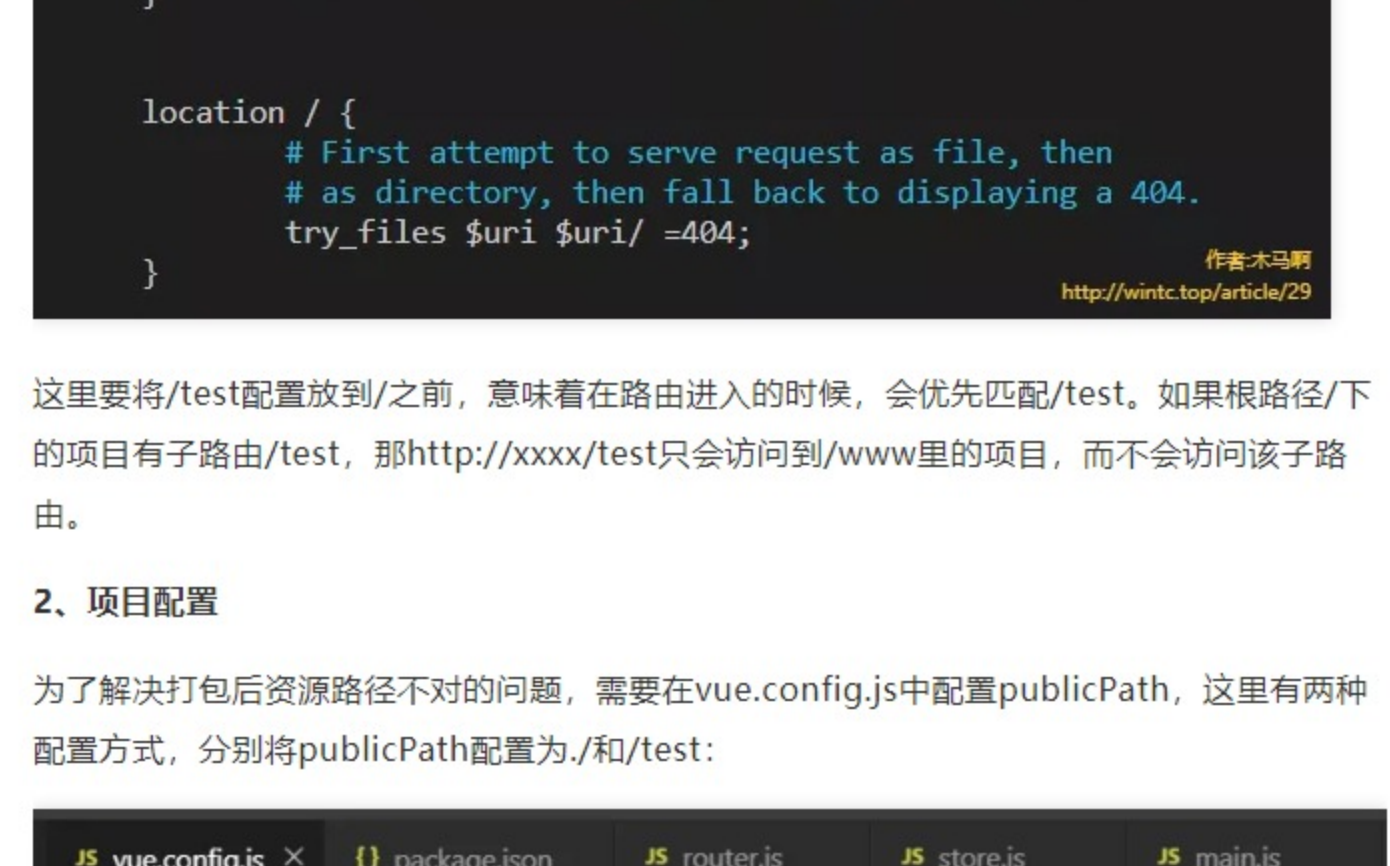 }
location / {
# First attempt to serve request as file, then
# as directory, then fall back to displaying a 404.
try_files $uri $uri/ =404;
}
作者:木马啊
http://wintc.top/article/29
这里要将/test配置放到/之前，意味着在路由进入的时候，会优先匹配/test。如果根路径/下
的项目有子路由/test，那http://xxxx/test只会访问到/www里的项目，而不会访问该子路
由。
2、项目配置
为了解决打包后资源路径不对的问题，需要在vue.config.js中配置publicPath，这里有两种
配置方式，分别将publicPath配置为./和/test：
JS vue.config.js × {} package.json JS router.js JS store.js JS main.js